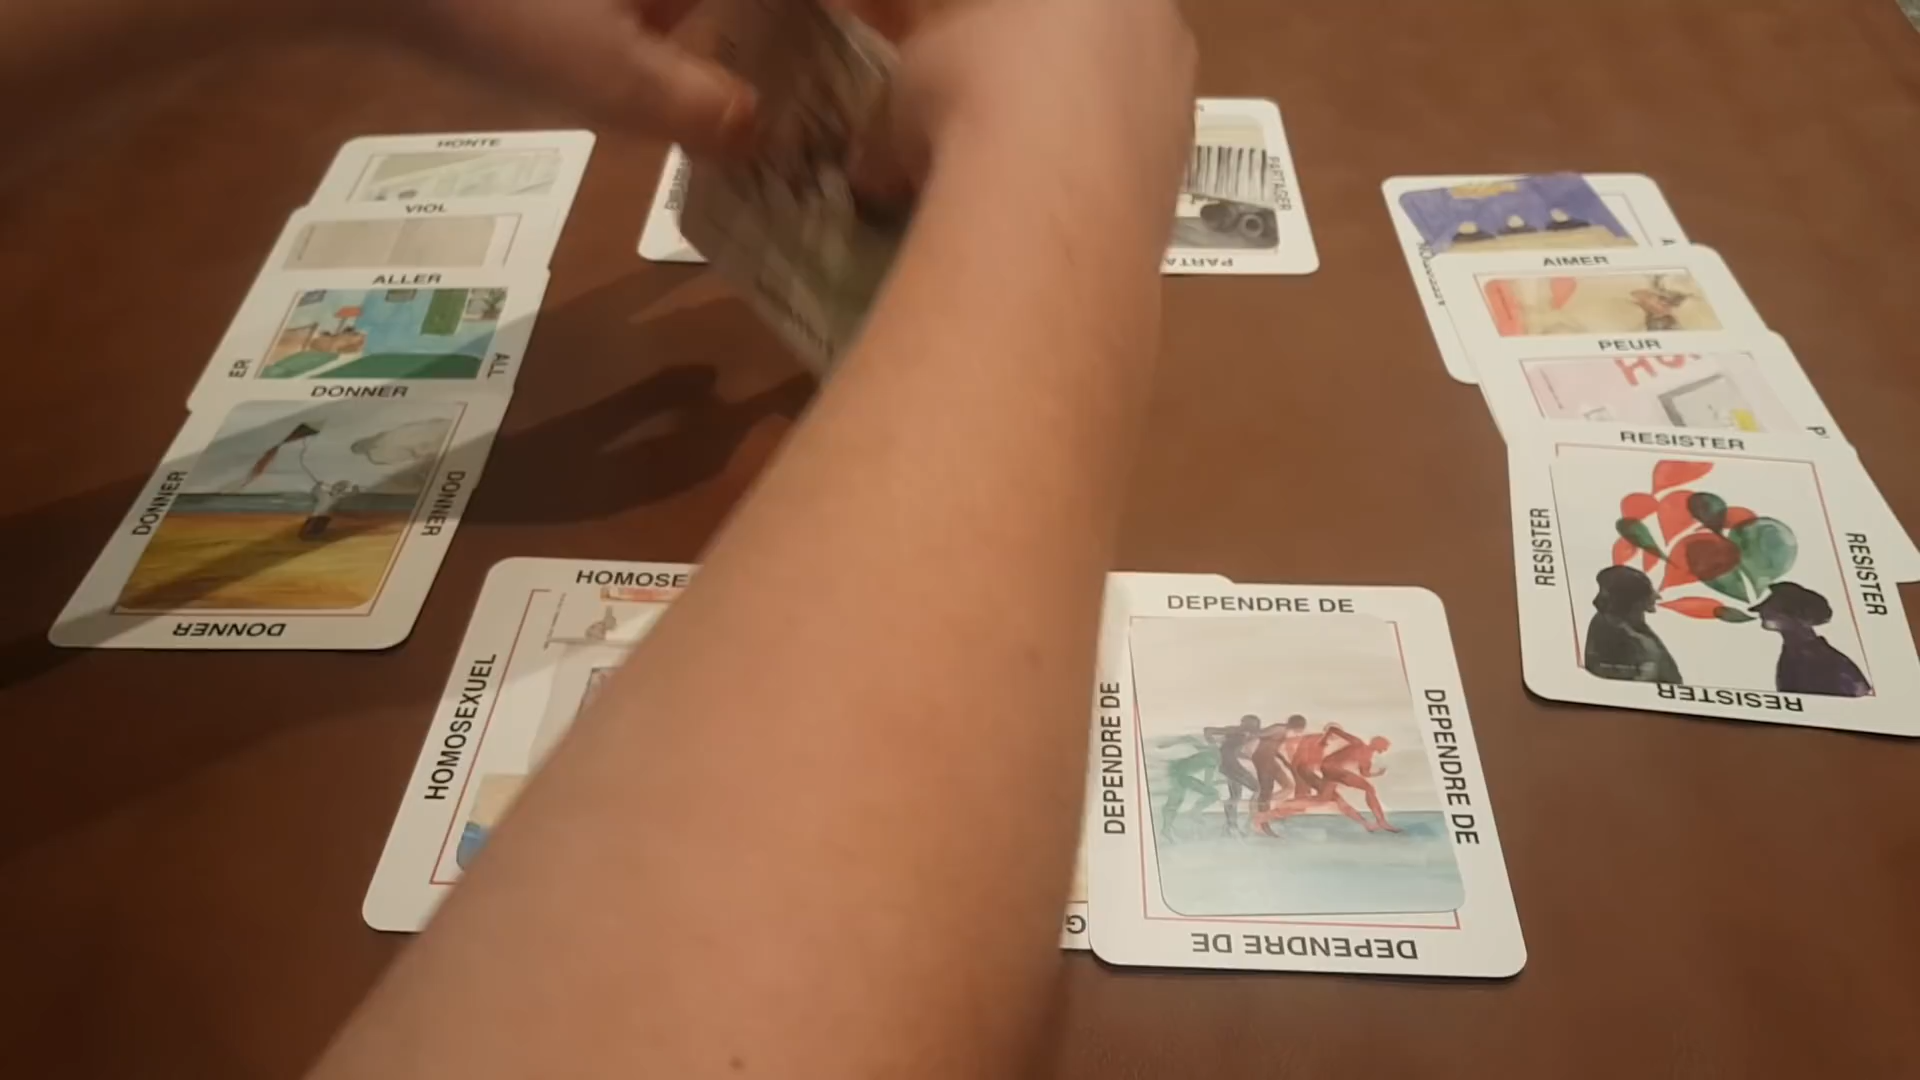 HONTE
VIOL
ALLER
ER
ALL
DONNER
DONNER
DONNER
DONNER
HOMOSE
HOMOSEXUEL
PARTAGER
PARTA
AIMER
PEUR
RESISTER
RESISTER
RESISTER
RESISTER
DEPENDRE DE
DEPENDRE DE
DEPENDRE DE
DEPENDRE DE
G